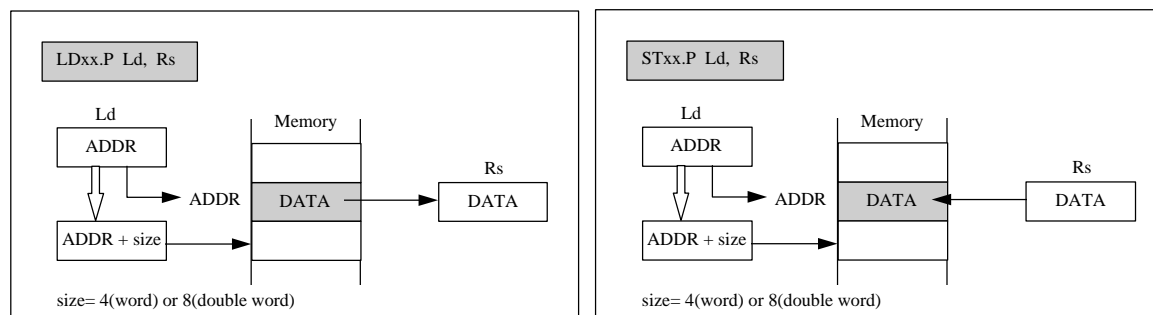 LDxx.P Ld, Rs
Ld
Memory
ADDR
Rs
ADDR
DATA
DATA
ADDR + size
size= 4(word) or 8(double word)
STxx.P Ld, Rs
Ld
Memory
ADDR
Rs
ADDR
DATA
DATA
ADDR + size
size= 4(word) or 8(double word)